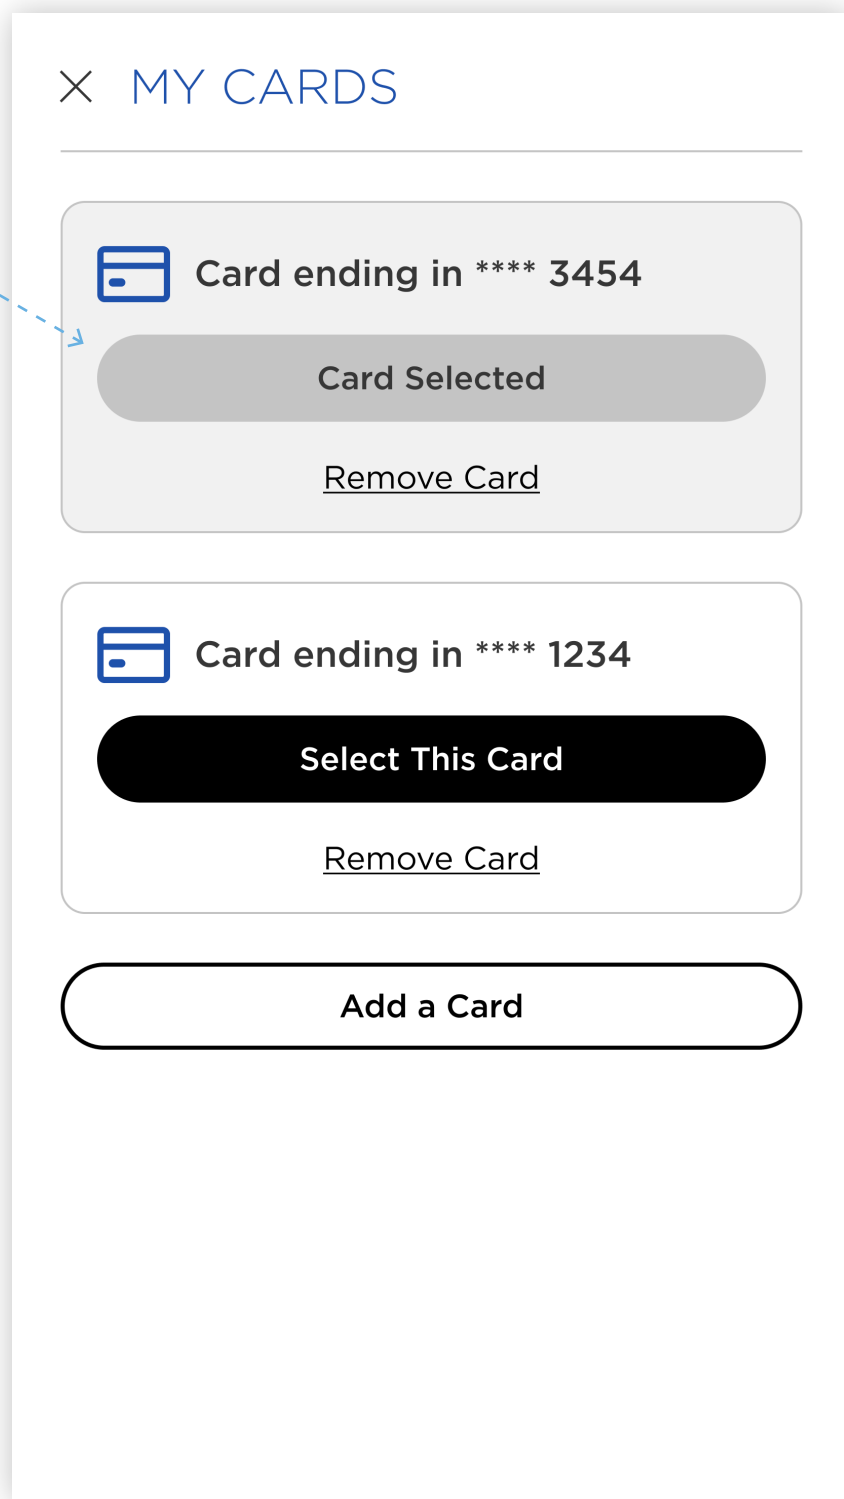 MY CARDS
Card ending in **** 3454
Card Selected
Remove Card
Card ending in **** 1234
Select This Card
Remove Card
Add a Card